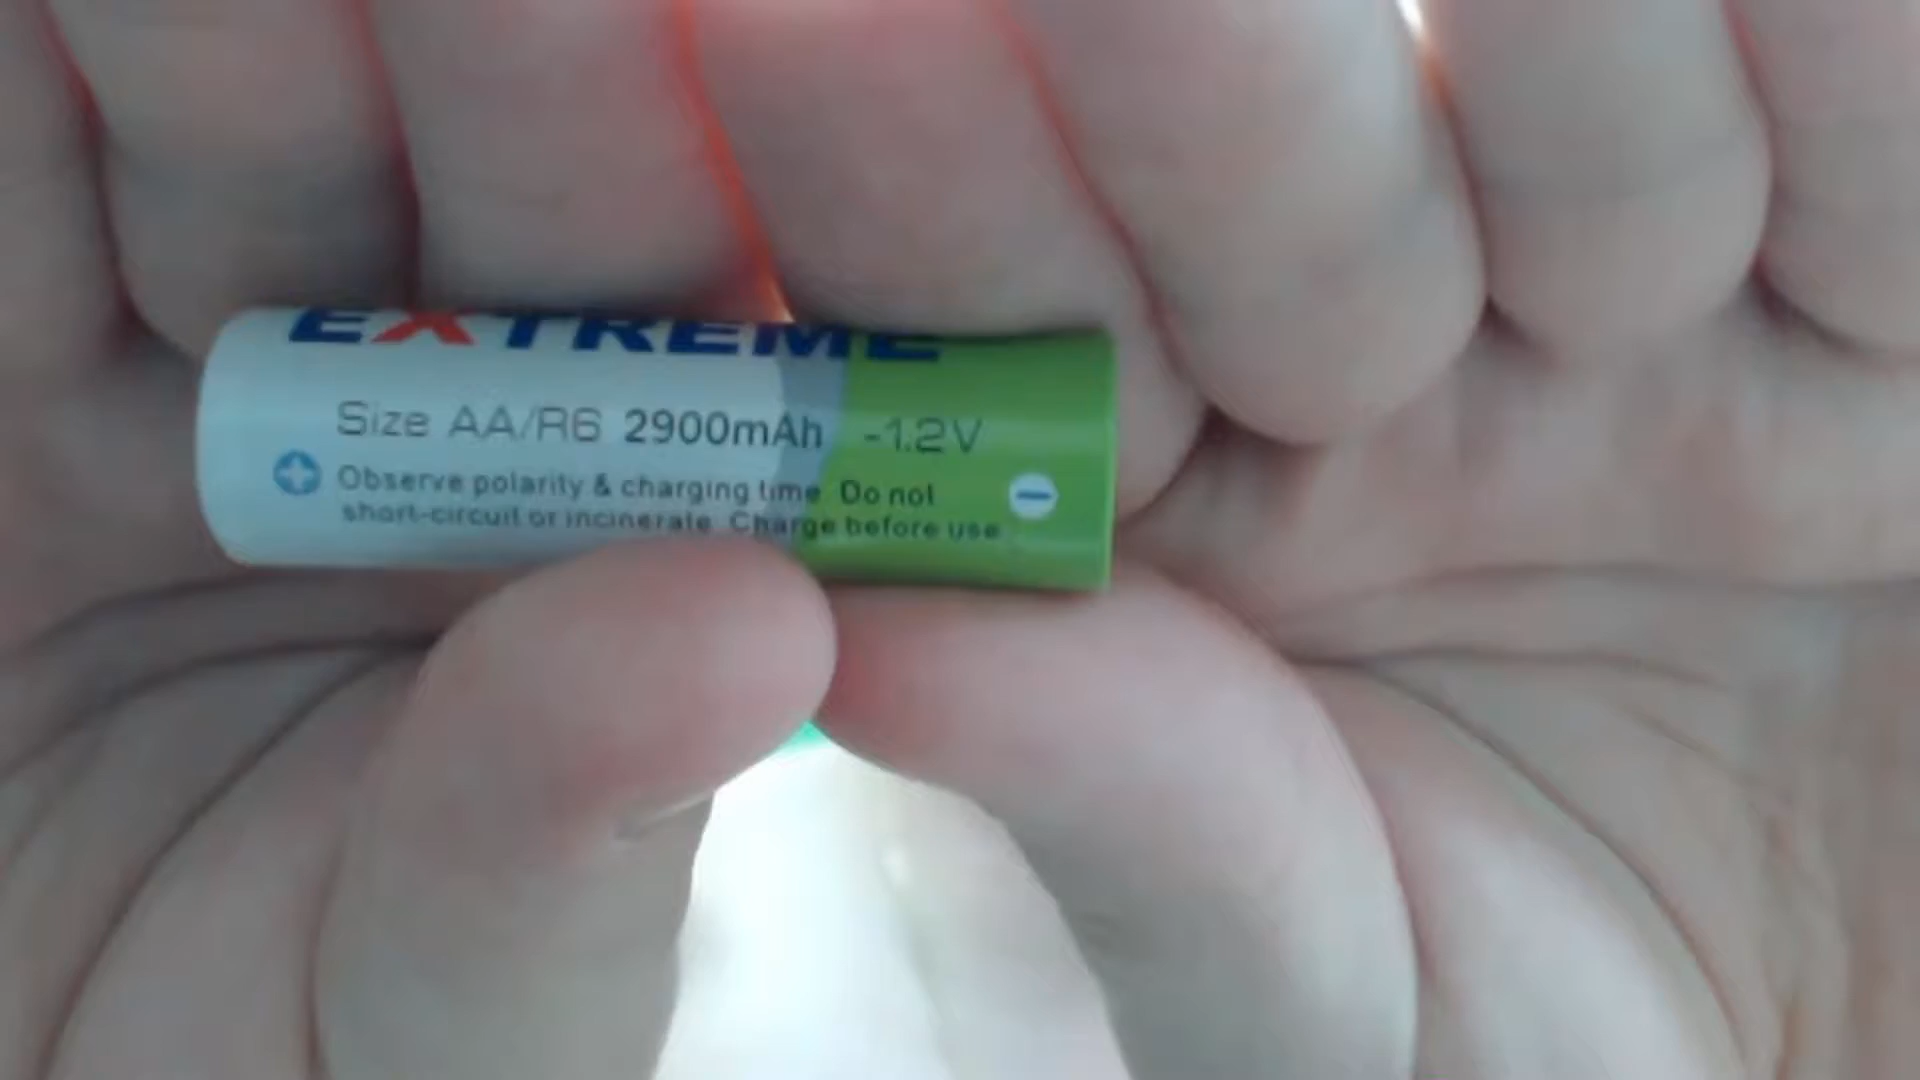 EXTREME
Size AA/R6 2900mAh -1.2V
Observe polarity & charging time. Do not
short-circuit or incinerate. Charge before use.